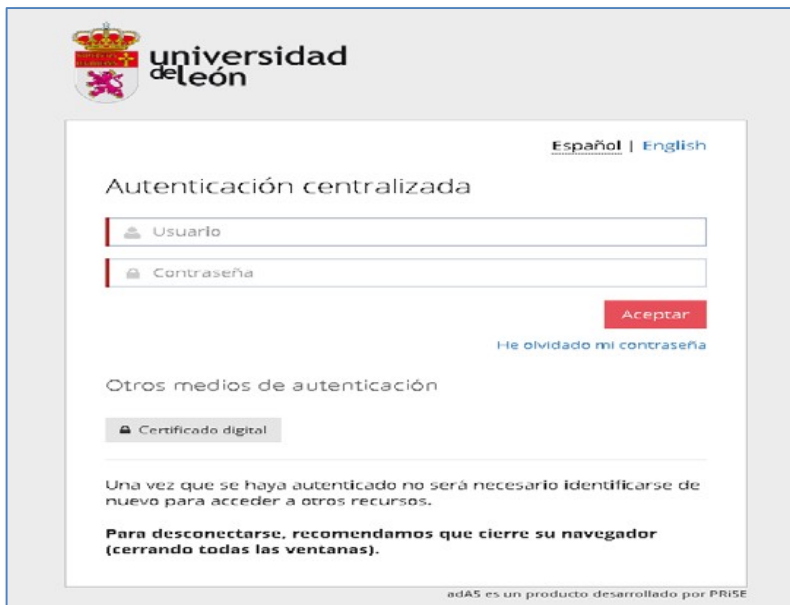 universidad
de león
Español | English
Autenticación centralizada
Usuario
Contraseña
Aceptar
He olvidado mi contraseña
Otros medios de autenticación
Certificado digital
Una vez que se haya autenticado no será necesario identificarse de
nuevo para acceder a otros recursos.
Para desconectarse, recomendamos que cierre su navegador
(cerrando todas las ventanas).
adAS es un producto desarrollado por PRiSE